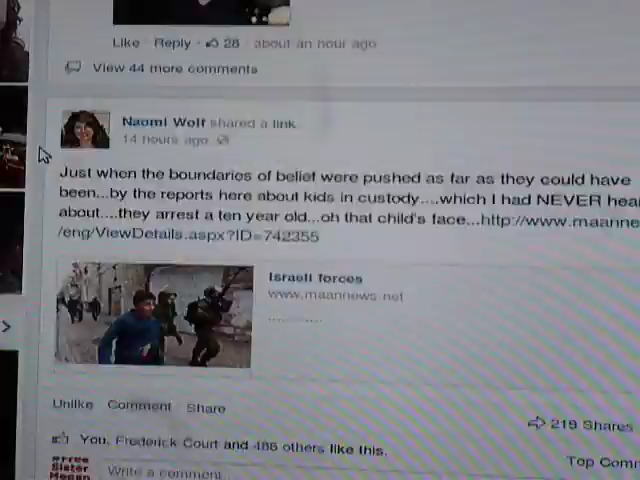 Like · Reply · 28 · about an hour ago
View 44 more comments
Naomi Wolf shared a link.
14 hours ago
Just when the boundaries of belief were pushed as far as they could have
been...by the reports here about kids in custody....which I had NEVER hear
about....they arrest a ten year old...oh that child's face...http://www.maanne
/eng/ViewDetails.aspx?ID=742355
Israeli forces
www.maannews.net
............
Unlike Comment Share
219 Shares
You, Frederick Court and 486 others like this.
Top Comm
Sister
Megan
Write a comment...